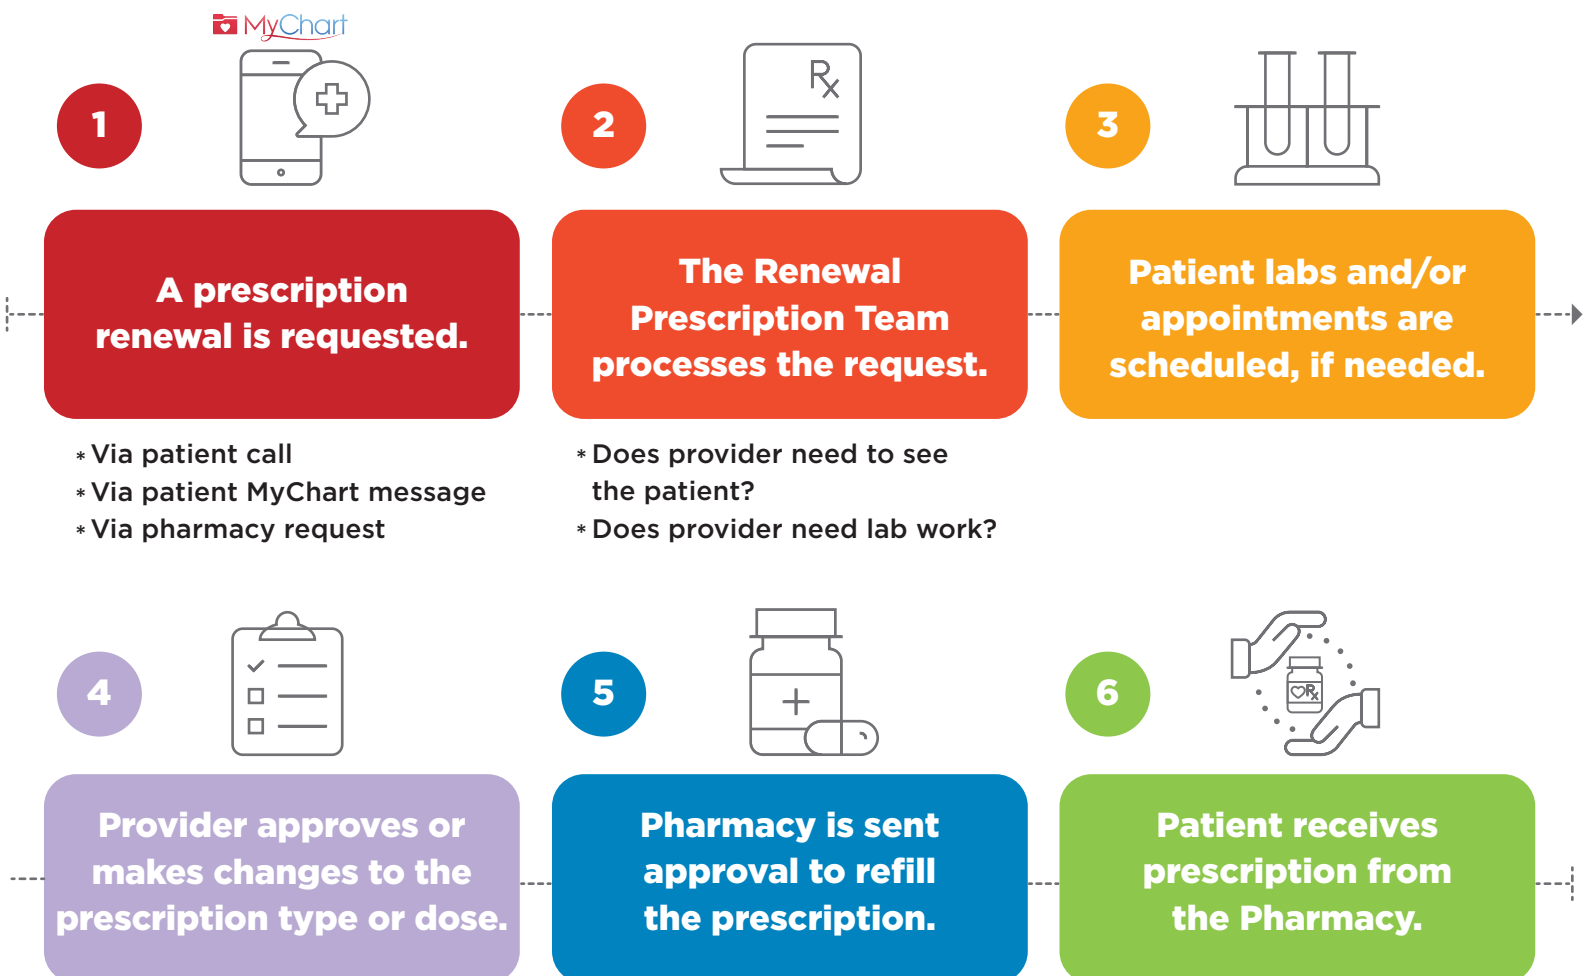 MyChart
1
2
3
A prescription
renewal is requested.
The Renewal
Prescription Team
processes the request.
Patient labs and/or
appointments are
scheduled, if needed.
* Via patient call
* Via patient MyChart message
* Via pharmacy request
* Does provider need to see
the patient?
* Does provider need lab work?
Rx
4
5
6
Rx
Provider approves or
makes changes to the
prescription type or dose.
Pharmacy is sent
approval to refill
the prescription.
Patient receives
prescription from
the Pharmacy.